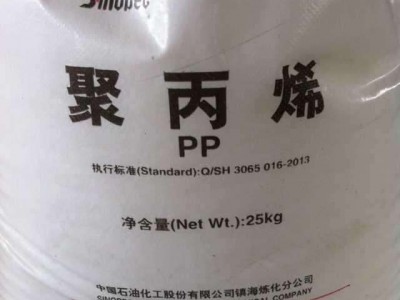 Sinopec
聚丙烯
PP
执行标准(Standard):Q/SH 3065 016-2013
净含量(Net Wt.):25kg
中国石油化工股份有限公司镇海炼化分公司
COMPANY